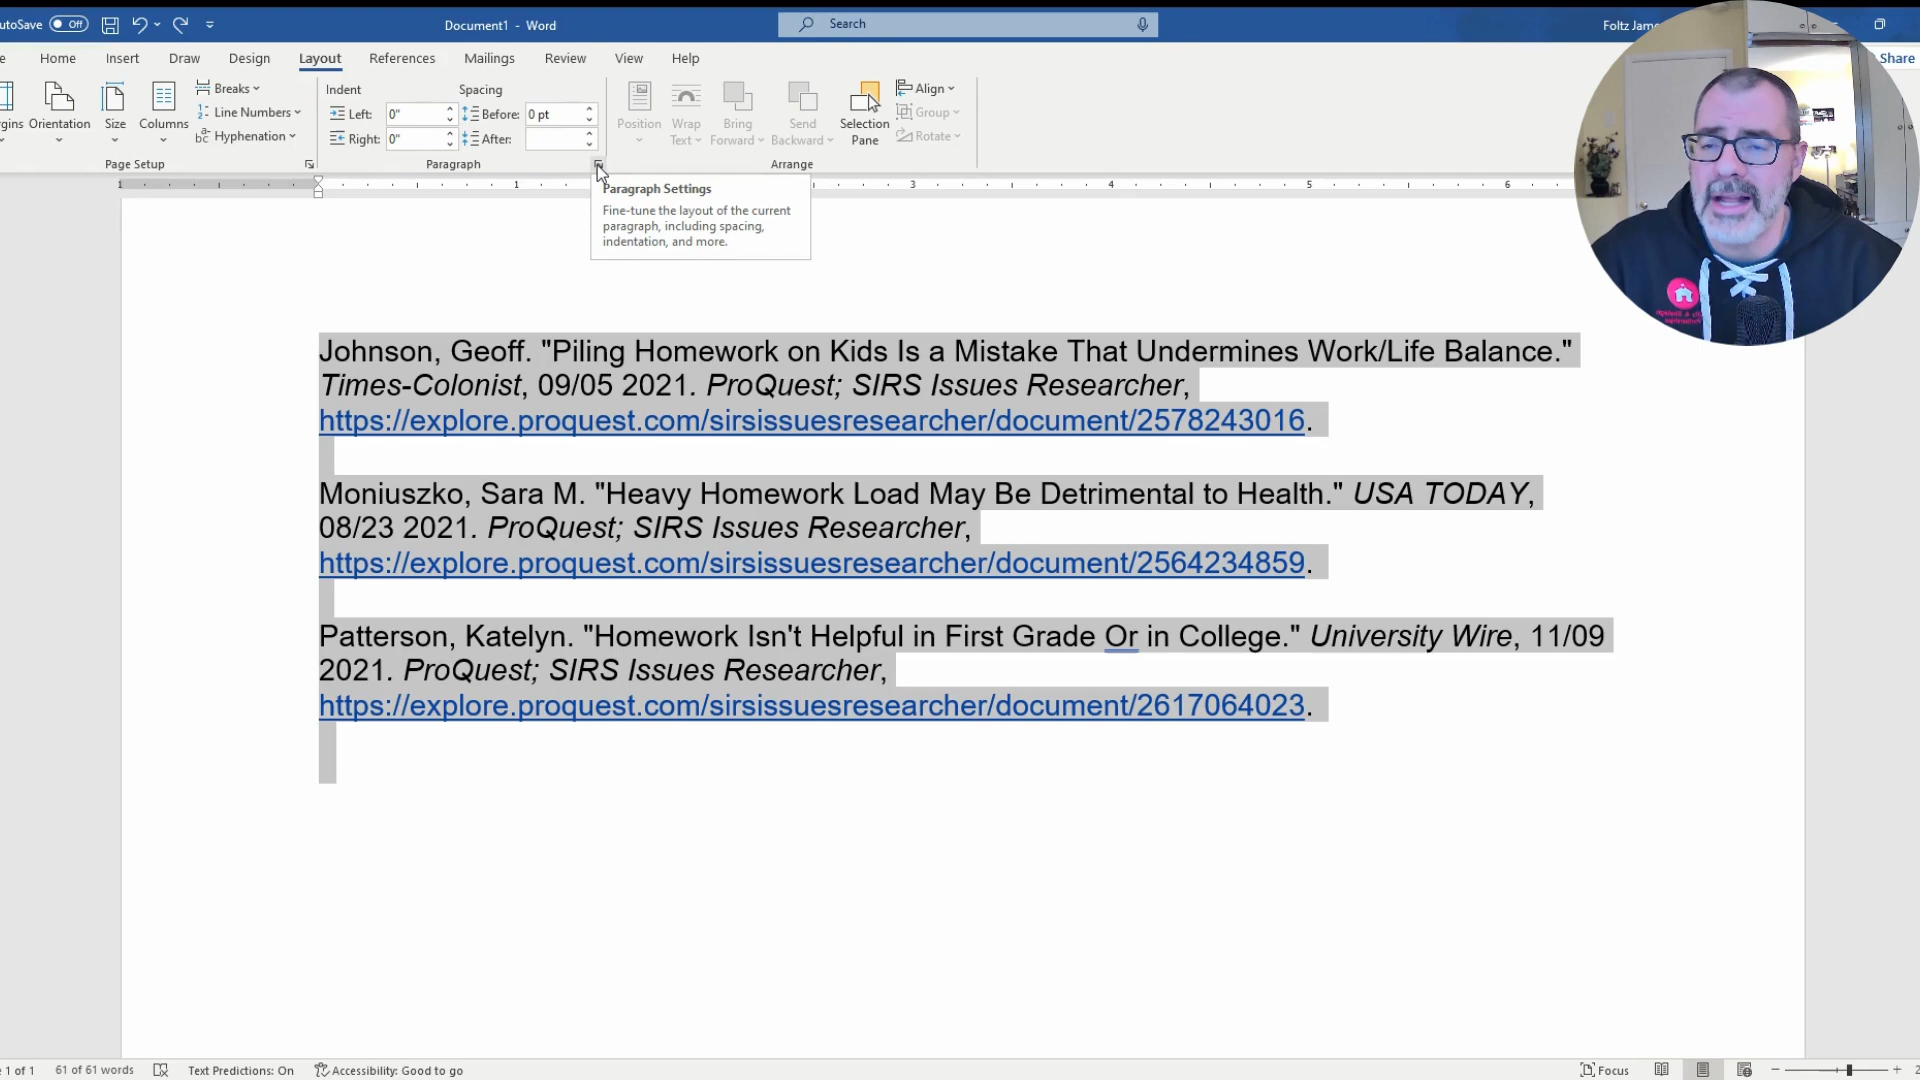 utoSave Off Document1 - Word Search Foltz Jam
e Home Insert Draw Design Layout References Mailings Review View Help Share
gins Orientation Size Columns Breaks Line Numbers Hyphenation
Page Setup
Indent Spacing
Left: 0" Before: 0 pt
Right: 0" After:
Paragraph
Position Wrap Text Bring Forward Send Backward Selection Pane Align Group Rotate
Arrange
1 1 3 4 5 6
Paragraph Settings
Fine-tune the layout of the current
paragraph, including spacing,
indentation, and more.
Johnson, Geoff. "Piling Homework on Kids Is a Mistake That Undermines Work/Life Balance."
Times-Colonist, 09/05 2021. ProQuest; SIRS Issues Researcher,
https://explore.proquest.com/sirsissuesresearcher/document/2578243016.
Moniuszko, Sara M. "Heavy Homework Load May Be Detrimental to Health." USA TODAY,
08/23 2021. ProQuest; SIRS Issues Researcher,
https://explore.proquest.com/sirsissuesresearcher/document/2564234859.
Patterson, Katelyn. "Homework Isn't Helpful in First Grade Or in College." University Wire, 11/09
2021. ProQuest; SIRS Issues Researcher,
https://explore.proquest.com/sirsissuesresearcher/document/2617064023.
e 1 of 1 61 of 61 words Text Predictions: On Accessibility: Good to go Focus 2